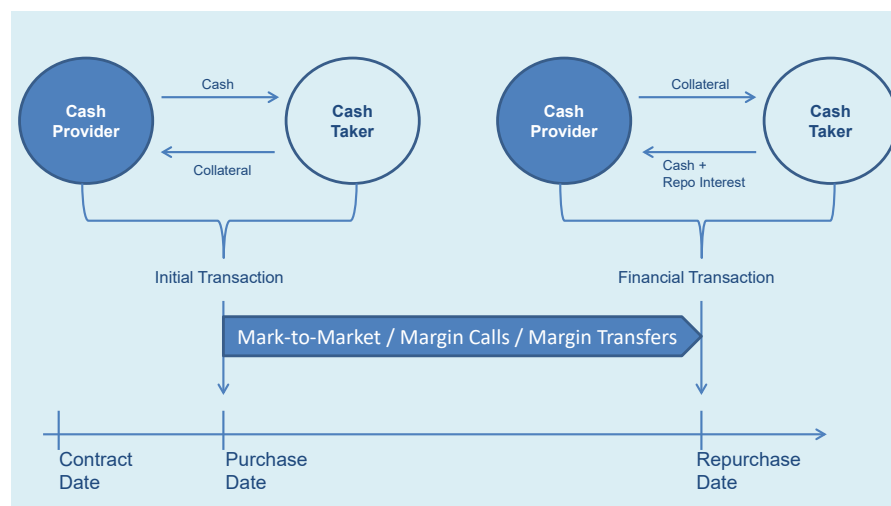 Cash
Provider
Cash
Collateral
Cash
Taker
Cash
Provider
Collateral
Cash +
Repo Interest
Cash
Taker
Initial Transaction
Financial Transaction
Mark-to-Market / Margin Calls / Margin Transfers
Contract
Date
Purchase
Date
Repurchase
Date